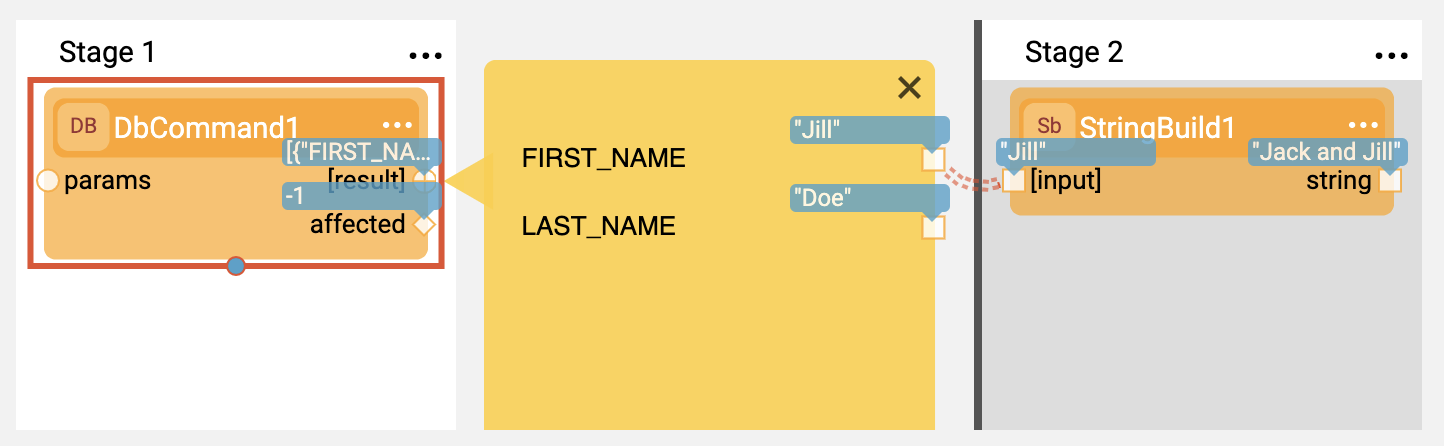 Stage 1
...
DB DbCommand1 ...
[{"FIRST_NA...
params [result]
-1
affected
"Jill"
FIRST_NAME
"Doe"
LAST_NAME
Stage 2
...
Sb StringBuild1 ...
"Jill" "Jack and Jill"
[input] string